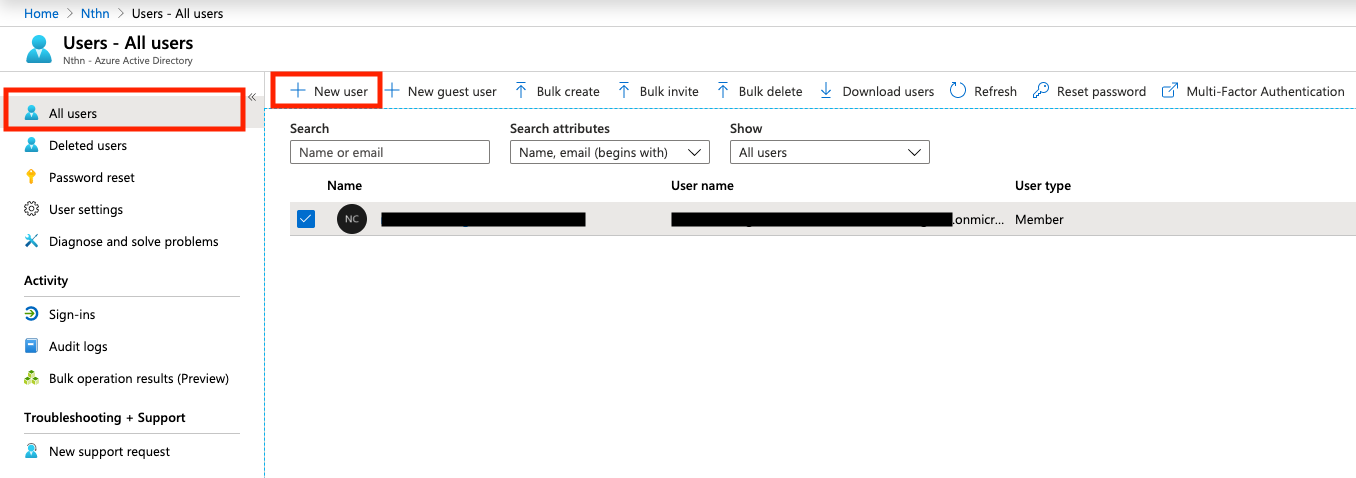 Home > Nthn > Users - All users
Users - All users
Nthn - Azure Active Directory
«
All users
Deleted users
Password reset
User settings
Diagnose and solve problems
Activity
Sign-ins
Audit logs
Bulk operation results (Preview)
Troubleshooting + Support
New support request
New user New guest user Bulk create Bulk invite Bulk delete Download users Refresh Reset password Multi-Factor Authentication
Search Search attributes Show
Name or email Name, email (begins with) All users
Name User name User type
NC .onmicr... Member